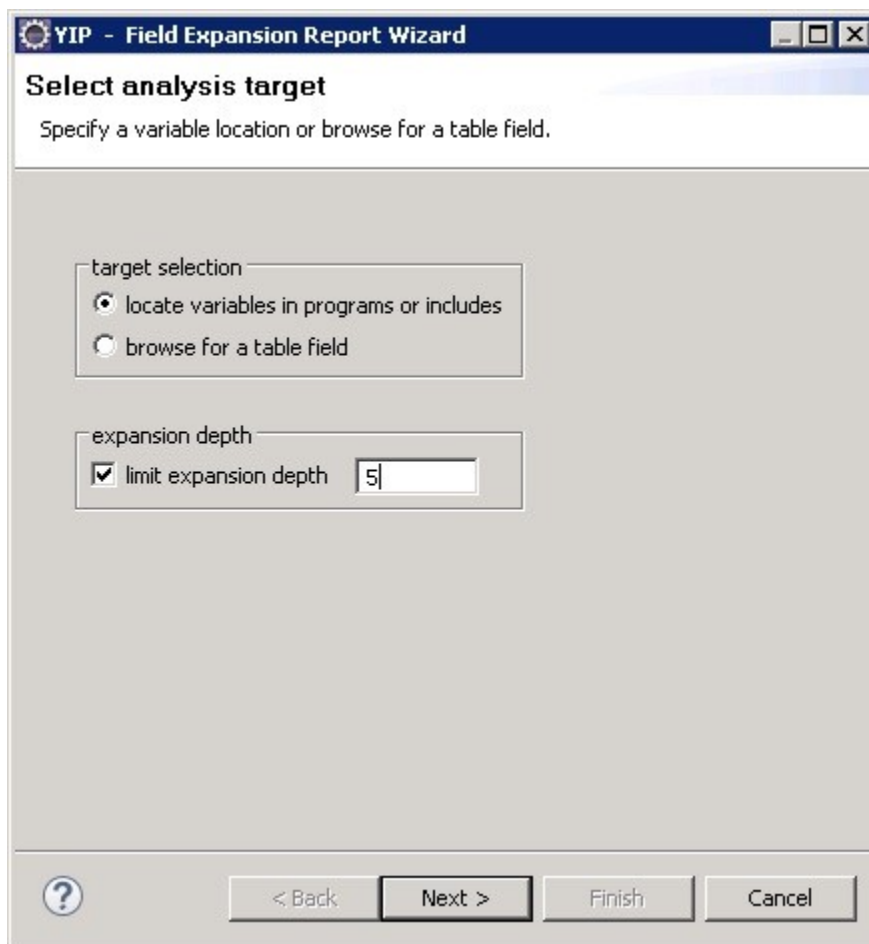 YIP - Field Expansion Report Wizard
Select analysis target
Specify a variable location or browse for a table field.
target selection
locate variables in programs or includes
browse for a table field
expansion depth
limit expansion depth 5
? < Back Next > Finish Cancel